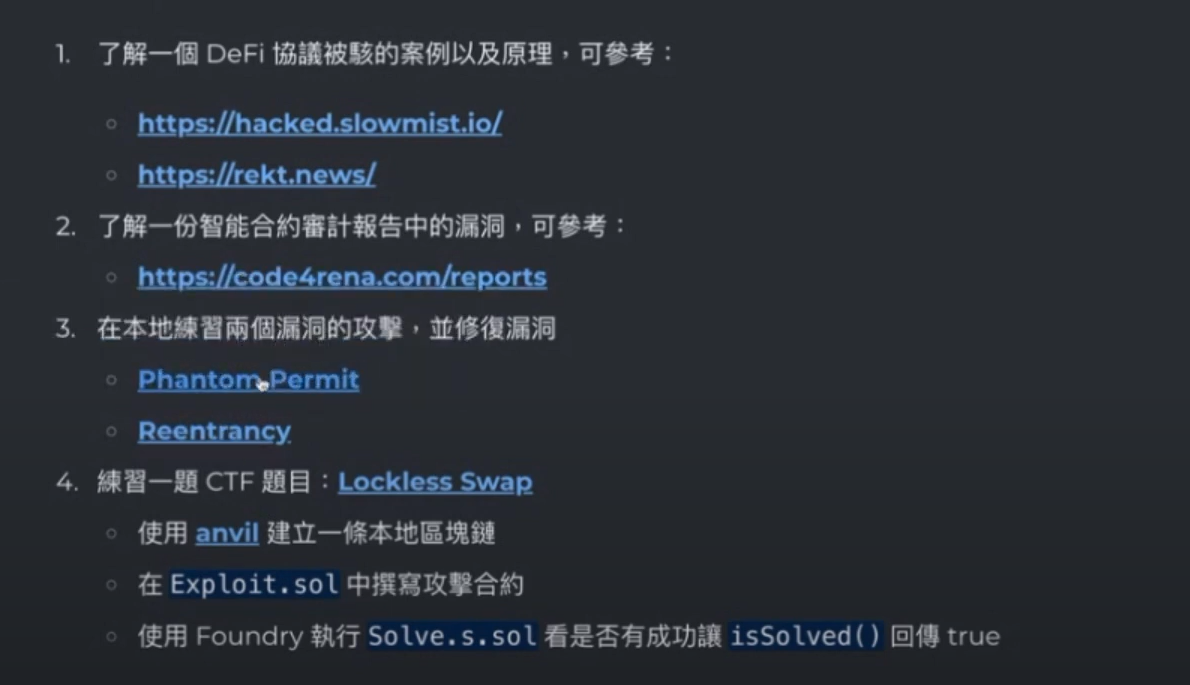 1. 了解一個 DeFi 協議被駭的案例以及原理，可參考：
https://hacked.slowmist.io/
https://rekt.news/
2. 了解一份智能合約審計報告中的漏洞，可參考：
https://code4rena.com/reports
3. 在本地練習兩個漏洞的攻擊，並修復漏洞
Phantom Permit
Reentrancy
4. 練習一題 CTF 題目：Lockless Swap
使用 anvil 建立一條本地區塊鏈
在 Exploit.sol 中撰寫攻擊合約
使用 Foundry 執行 Solve.s.sol 看是否有成功讓 isSolved() 回傳 true